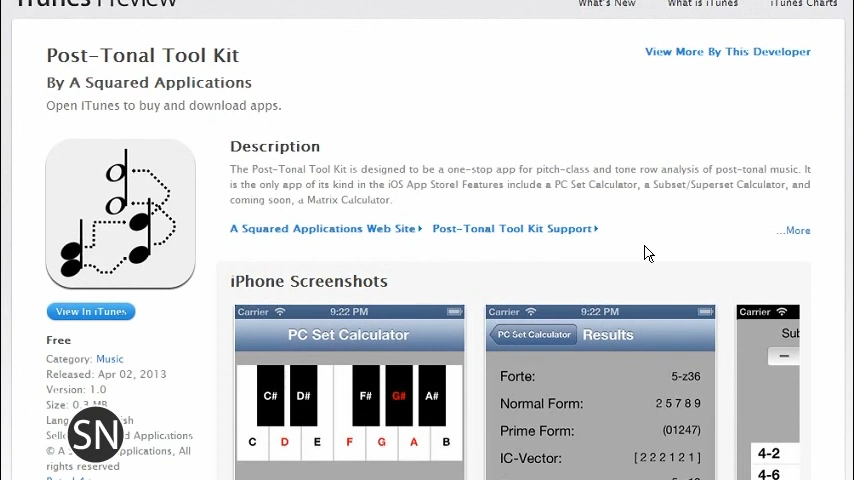 iTunes Preview
What's New
What is iTunes
iTunes Charts
Post-Tonal Tool Kit
View More By This Developer
By A Squared Applications
Open iTunes to buy and download apps.
Description
The Post-Tonal Tool Kit is designed to be a one-stop app for pitch-class and tone row analysis of post-tonal music. It
is the only app of its kind in the iOS App Store! Features include a PC Set Calculator, a Subset/Superset Calculator, and
coming soon, a Matrix Calculator.
A Squared Applications Web Site
Post-Tonal Tool Kit Support
...More
View In iTunes
Free
Category: Music
Released: Apr 02, 2013
Version: 1.0
Size: 0.3 MB
SN
Applications
Applications, All
rights reserved
iPhone Screenshots
Carrier 9:22 PM
PC Set Calculator
C# D# F# G# A#
C D E F G A B
Carrier 9:22 PM
PC Set Calculator
Results
Forte: 5-z36
Normal Form: 2 5 7 8 9
Prime Form: (01247)
IC-Vector: [ 2 2 2 1 2 1 ]
Carrier
Sub
4-2
4-6